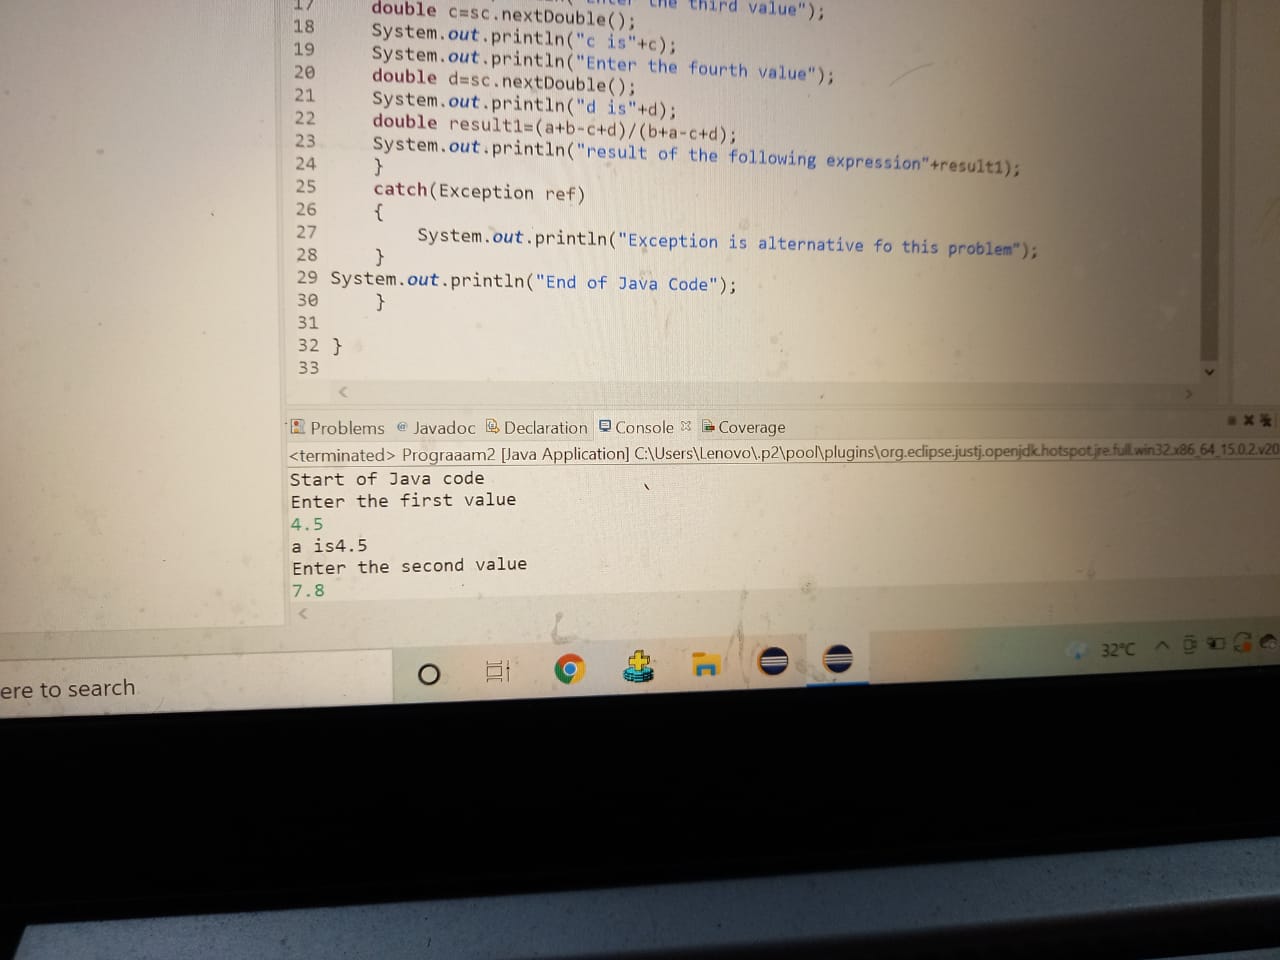 17 the third value");
18 double c=sc.nextDouble();
19 System.out.println("c is"+c);
20 System.out.println("Enter the fourth value");
21 double d=sc.nextDouble();
22 System.out.println("d is"+d);
23 double result1=(a+b-c+d)/(b+a-c+d);
24 System.out.println("result of the following expression"+result1);
25 }
26 catch(Exception ref)
27 {
28 System.out.println("Exception is alternative fo this problem");
}
29 System.out.println("End of Java Code");
30 }
31
32 }
33
Problems @ Javadoc Declaration Console Coverage
<terminated> Prograaam2 [Java Application] C:\Users\Lenovo\.p2\pool\plugins\org.eclipse.justj.openjdk.hotspot.jre.full.win32.x86_64_15.0.2.v20
Start of Java code
Enter the first value
4.5
a is4.5
Enter the second value
7.8
ere to search
32°C